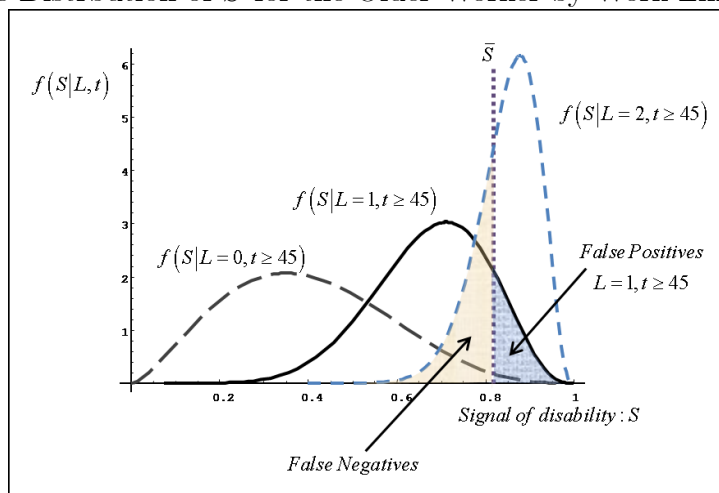 S̄
6
f(S|L,t)
5
f(S|L = 2, t ≥ 45)
4
f(S|L = 1, t ≥ 45)
3
f(S|L = 0, t ≥ 45)
False Positives
2
L = 1, t ≥ 45
1
0.2 0.4 0.6 0.8 1
Signal of disability : S
False Negatives